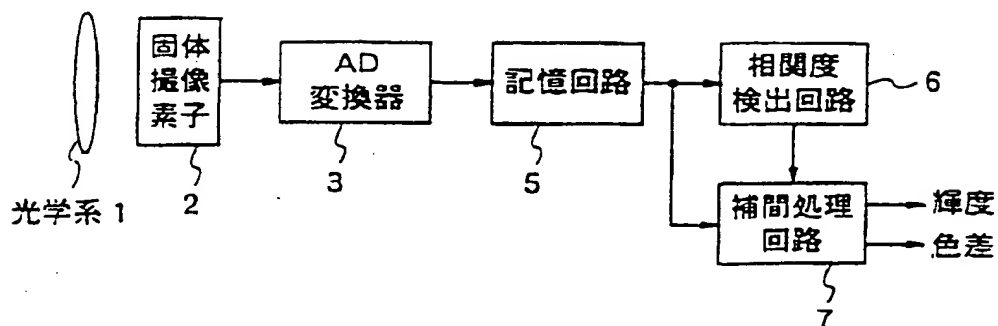 光学系 1
固体
撮像
素子
2
AD
変換器
3
記憶回路
5
相関度
検出回路
6
補間処理
回路
7
輝度
色差